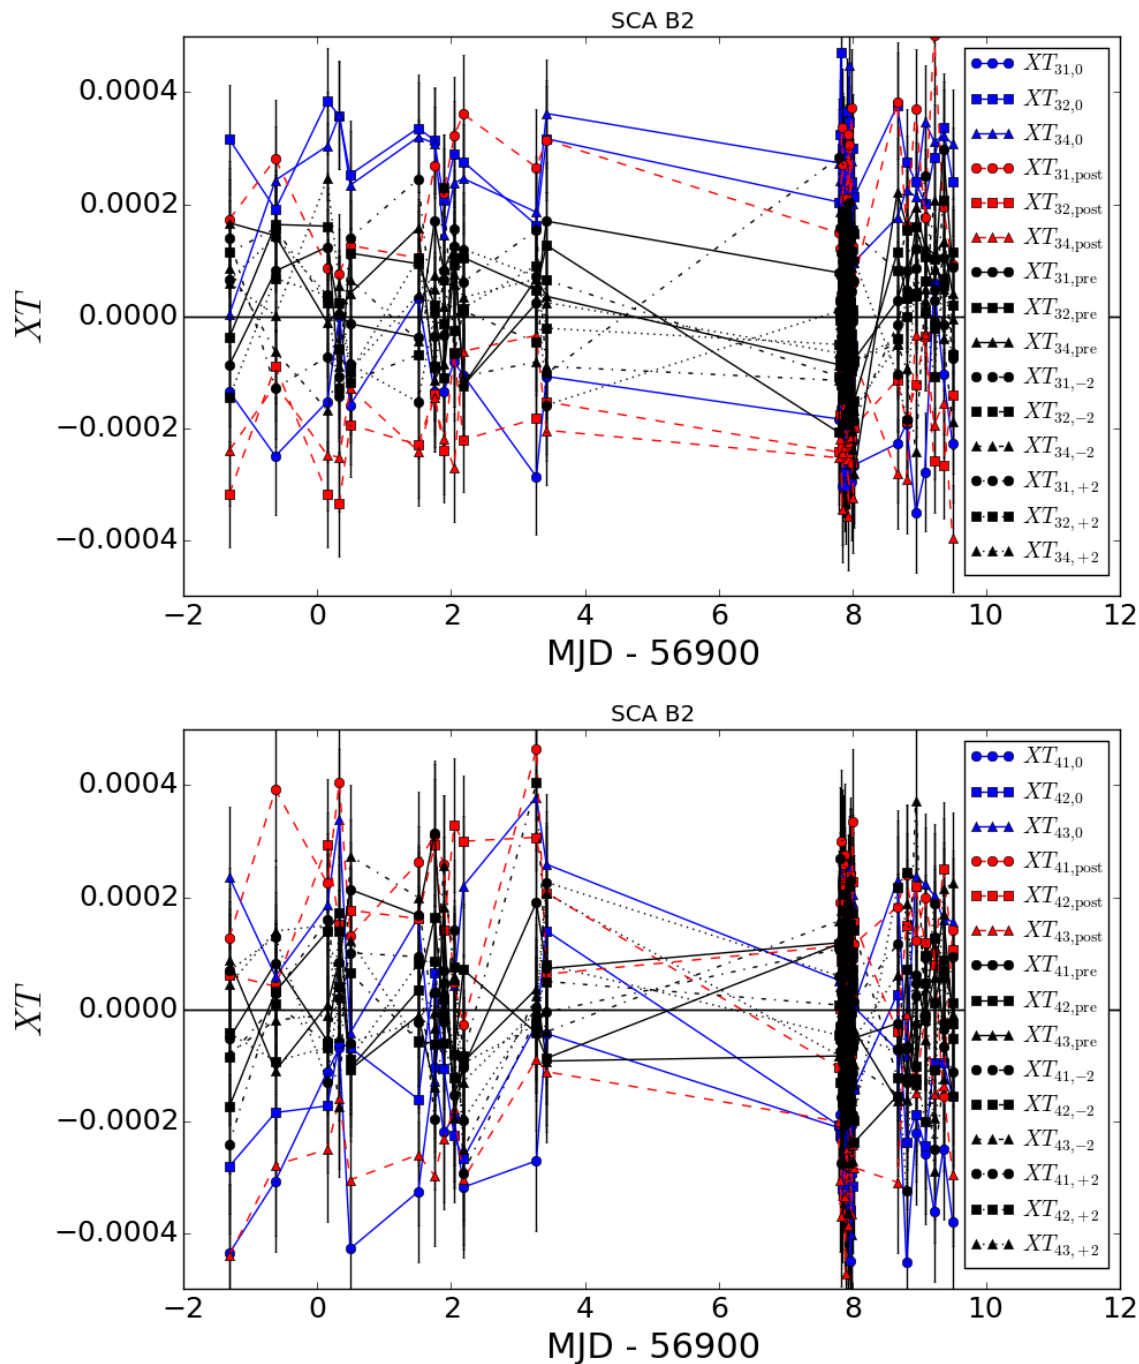 SCA B2
0.0004
0.0002
0.0000
−0.0002
−0.0004
XT
−2 0 2 4 6 8 10 12
MJD - 56900
XT31,0
XT32,0
XT34,0
XT31,post
XT32,post
XT34,post
XT31,pre
XT32,pre
XT34,pre
XT31,−2
XT32,−2
XT34,−2
XT31,+2
XT32,+2
XT34,+2
SCA B2
0.0004
0.0002
0.0000
−0.0002
−0.0004
XT
−2 0 2 4 6 8 10 12
MJD - 56900
XT41,0
XT42,0
XT43,0
XT41,post
XT42,post
XT43,post
XT41,pre
XT42,pre
XT43,pre
XT41,−2
XT42,−2
XT43,−2
XT41,+2
XT42,+2
XT43,+2